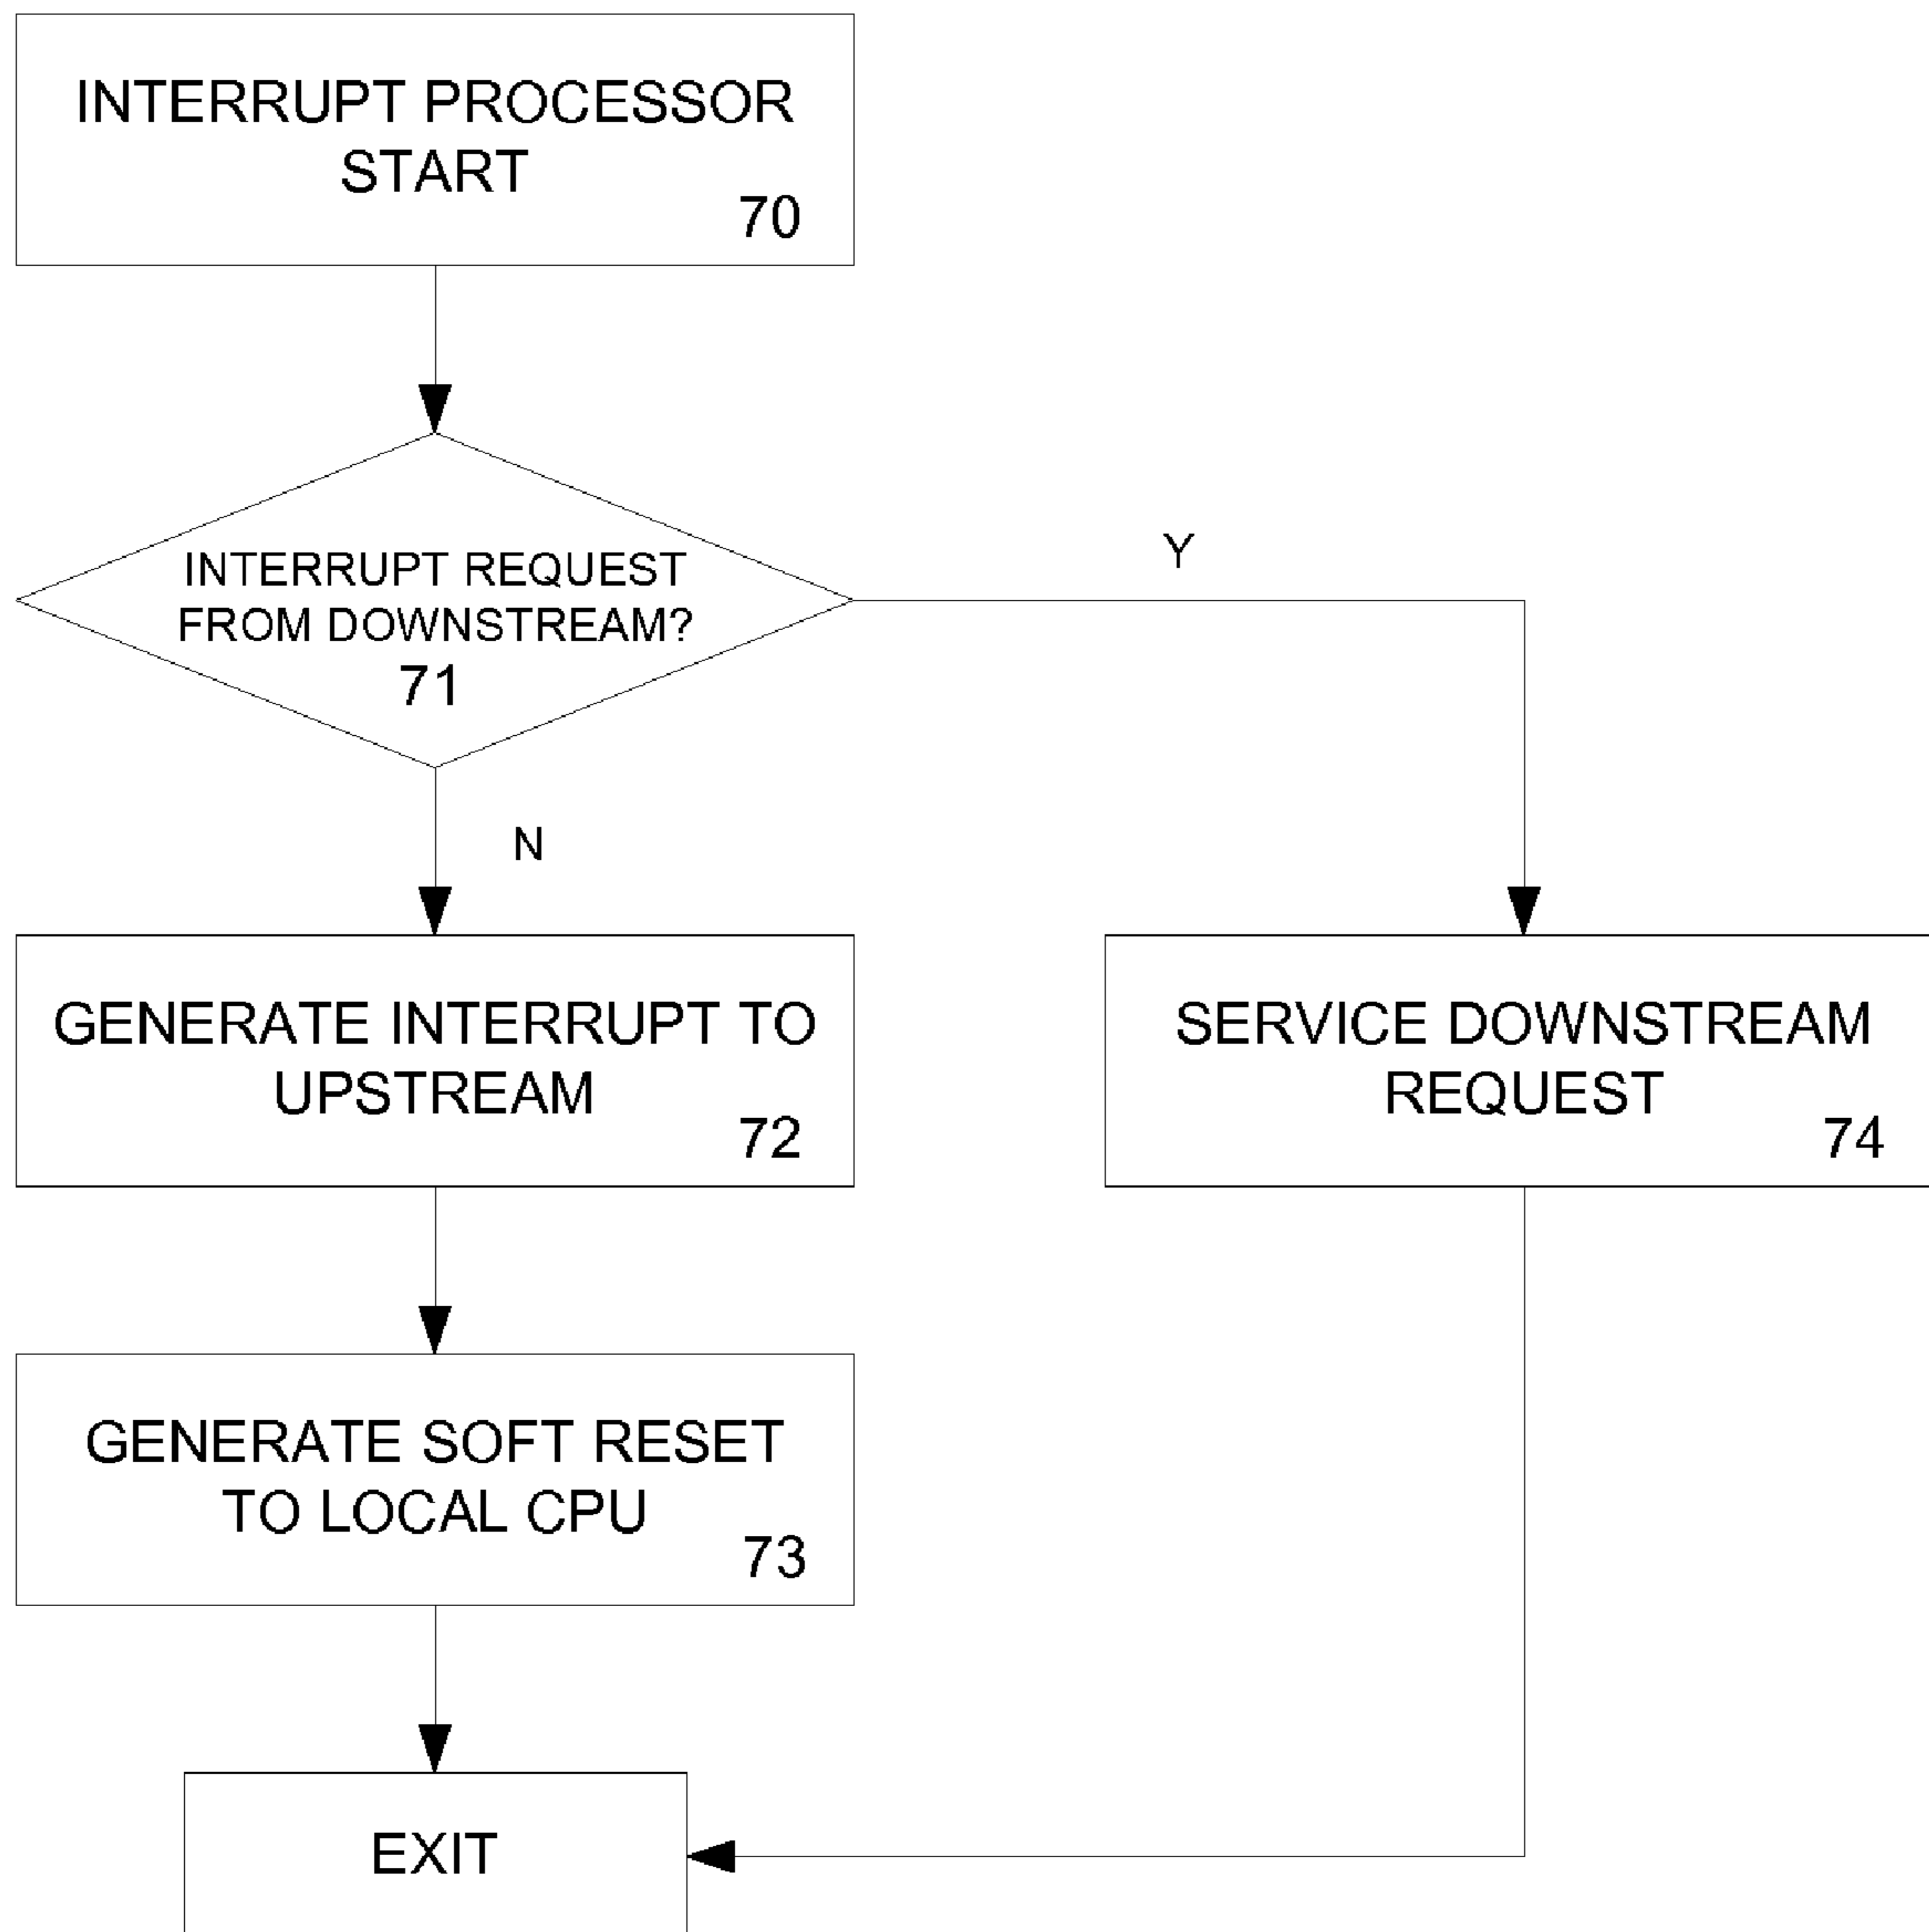 INTERRUPT PROCESSOR
START
70
INTERRUPT REQUEST
FROM DOWNSTREAM?
71
Y
N
GENERATE INTERRUPT TO
UPSTREAM
72
SERVICE DOWNSTREAM
REQUEST
74
GENERATE SOFT RESET
TO LOCAL CPU
73
EXIT